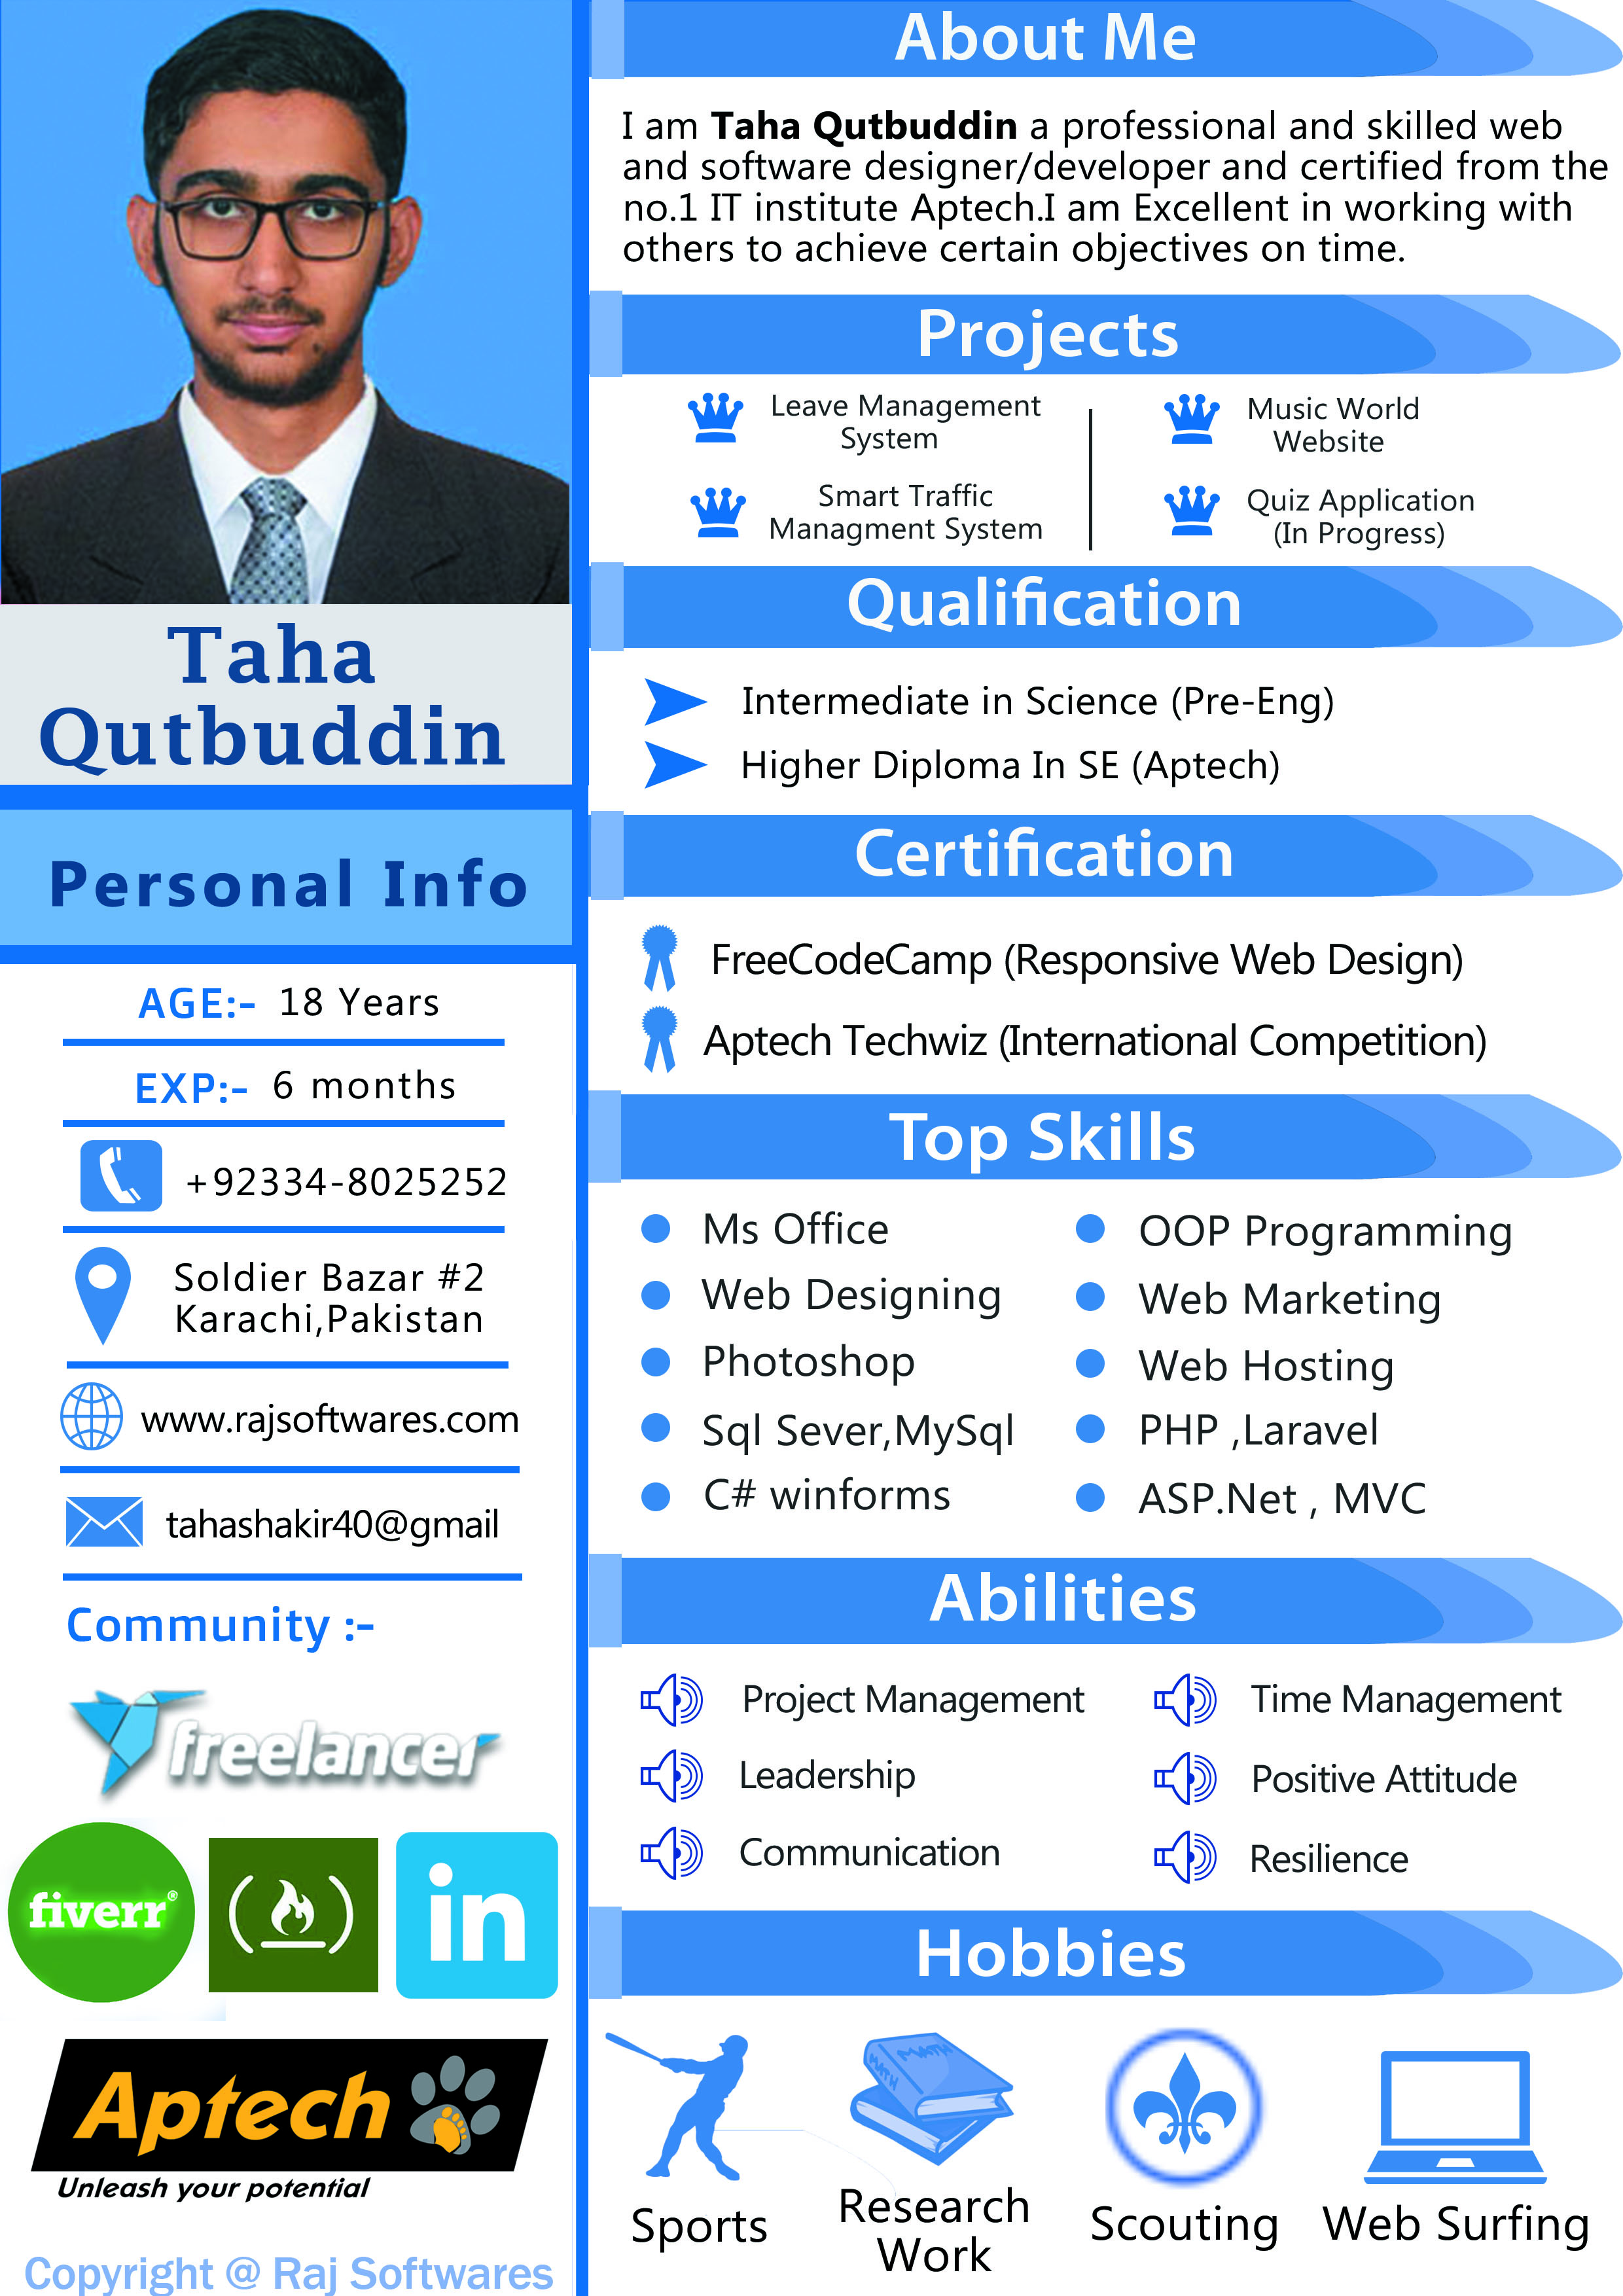 Taha
Qutbuddin
Personal Info
AGE:- 18 Years
EXP:- 6 months
+92334-8025252
Soldier Bazar #2
Karachi,Pakistan
www.rajsoftwares.com
tahashakir40@gmail
Community :-
freelancer
fiverr®
in
Aptech
Unleash your potential
Copyright @ Raj Softwares
About Me
I am Taha Qutbuddin a professional and skilled web
and software designer/developer and certified from the
no.1 IT institute Aptech.I am Excellent in working with
others to achieve certain objectives on time.
Projects
Leave Management
System
Smart Traffic
Managment System
Music World
Website
Quiz Application
(In Progress)
Qualification
Intermediate in Science (Pre-Eng)
Higher Diploma In SE (Aptech)
Certification
FreeCodeCamp (Responsive Web Design)
Aptech Techwiz (International Competition)
Top Skills
Ms Office
Web Designing
Photoshop
Sql Sever,MySql
C# winforms
OOP Programming
Web Marketing
Web Hosting
PHP ,Laravel
ASP.Net , MVC
Abilities
Project Management
Leadership
Communication
Time Management
Positive Attitude
Resilience
Hobbies
MATH
MATH
Sports
Research
Work
Scouting
Web Surfing